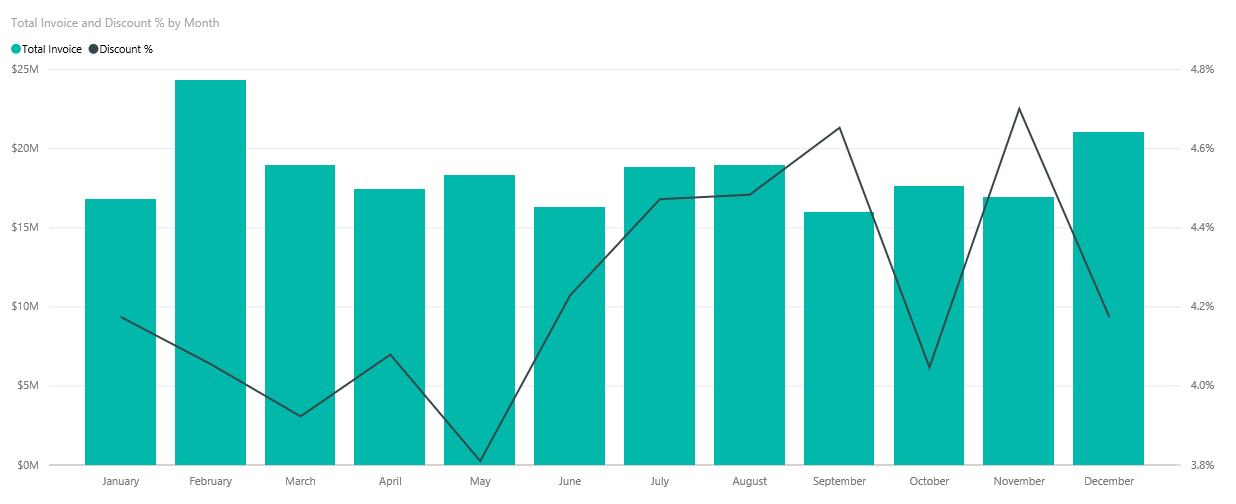 Total Invoice and Discount % by Month
Total Invoice Discount %
$25M 4.8%
$20M 4.6%
$15M 4.4%
$10M 4.2%
$5M 4.0%
$0M 3.8%
January February March April May June July August September October November December